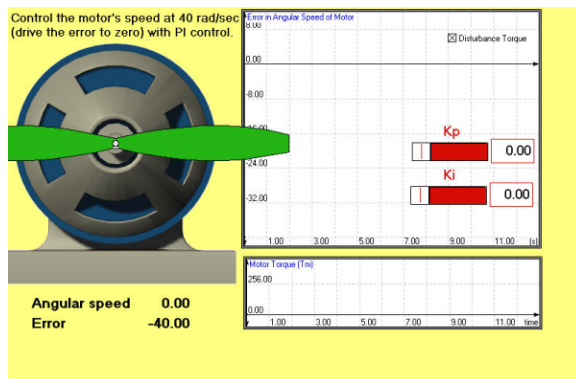 Control the motor's speed at 40 rad/sec
(drive the error to zero) with PI control.
Error in Angular Speed of Motor
8.00
Disturbance Torque
0.00
-8.00
-16.00
Kp
0.00
-24.00
Ki
0.00
-32.00
1.00 3.00 5.00 7.00 9.00 11.00 [s]
Motor Torque (Tm)
256.00
0.00
1.00 3.00 5.00 7.00 9.00 11.00 time
Angular speed 0.00
Error -40.00